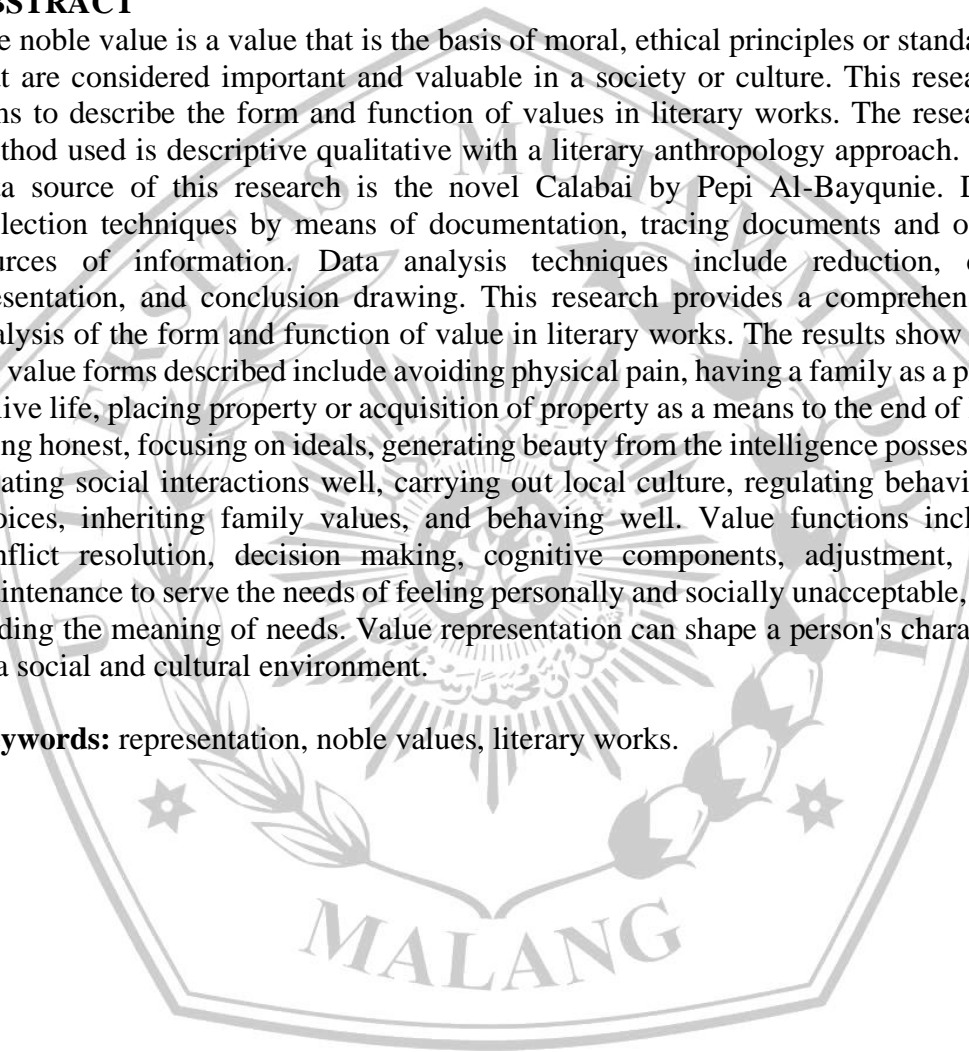 BSTRACT
e noble value is a value that is the basis of moral, ethical principles or standa
t are considered important and valuable in a society or culture. This resea
ns to describe the form and function of values in literary works. The resea
thod used is descriptive qualitative with a literary anthropology approach.
a source of this research is the novel Calabai by Pepi Al-Bayqunie. D
lection techniques by means of documentation, tracing documents and o
urces of information. Data analysis techniques include reduction,
esentation, and conclusion drawing. This research provides a comprehen
alysis of the form and function of value in literary works. The results show
value forms described include avoiding physical pain, having a family as a p
live life, placing property or acquisition of property as a means to the end of
ng honest, focusing on ideals, generating beauty from the intelligence posses
ating social interactions well, carrying out local culture, regulating behavi
oices, inheriting family values, and behaving well. Value functions incl
nflict resolution, decision making, cognitive components, adjustment,
intenance to serve the needs of feeling personally and socially unacceptable,
ding the meaning of needs. Value representation can shape a person's chara
a social and cultural environment.
ywords: representation, noble values, literary works.
UNIVERSITAS MUHAMMADIYAH
MALANG